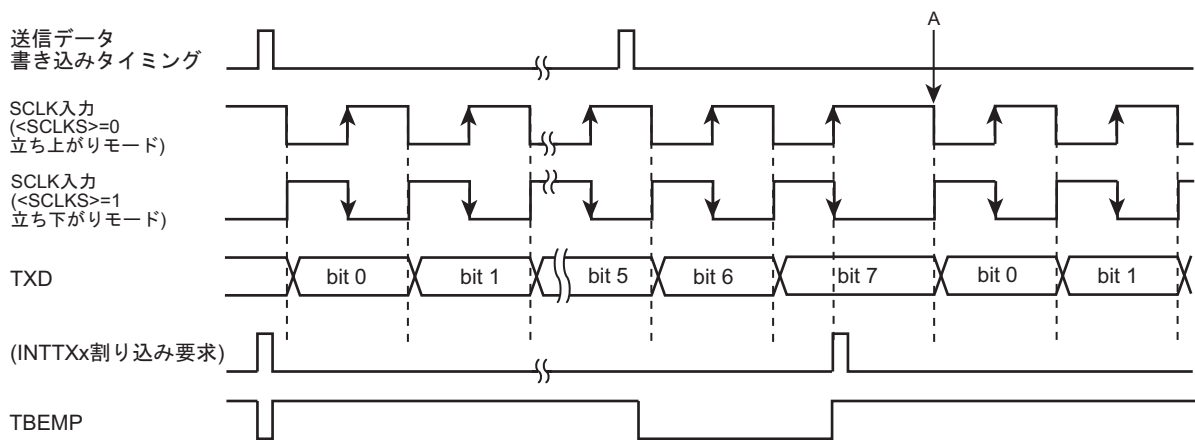 A
送信データ
書き込みタイミング
SCLK入力
(<SCLKS>=0
立ち上がりモード)
SCLK入力
(<SCLKS>=1
立ち下がりモード)
TXD
bit 0
bit 1
bit 5
bit 6
bit 7
bit 0
bit 1
(INTTXx割り込み要求)
TBEMP